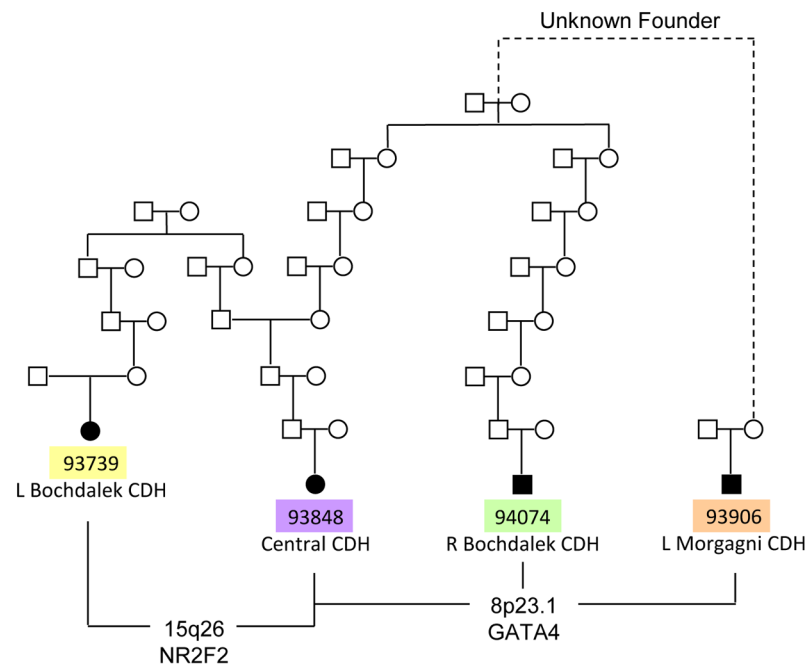 Unknown Founder
93739
L Bochdalek CDH
93848
Central CDH
94074
R Bochdalek CDH
93906
L Morgagni CDH
15q26
NR2F2
8p23.1
GATA4